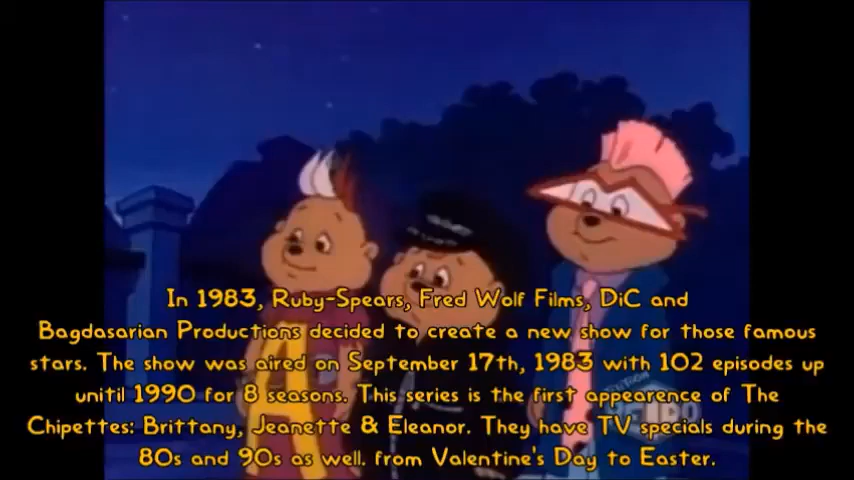 In 1983, Ruby-Spears, Fred Wolf Films, DiC and
Bagdasarian Productions decided to create a new show for those famous
stars. The show was aired on September 17th, 1983 with 102 episodes up
unitil 1990 for 8 seasons. This series is the first appearence of The
Chipettes: Brittany, Jeanette & Eleanor. They have TV specials during the
80s and 90s as well. from Valentine's Day to Easter.